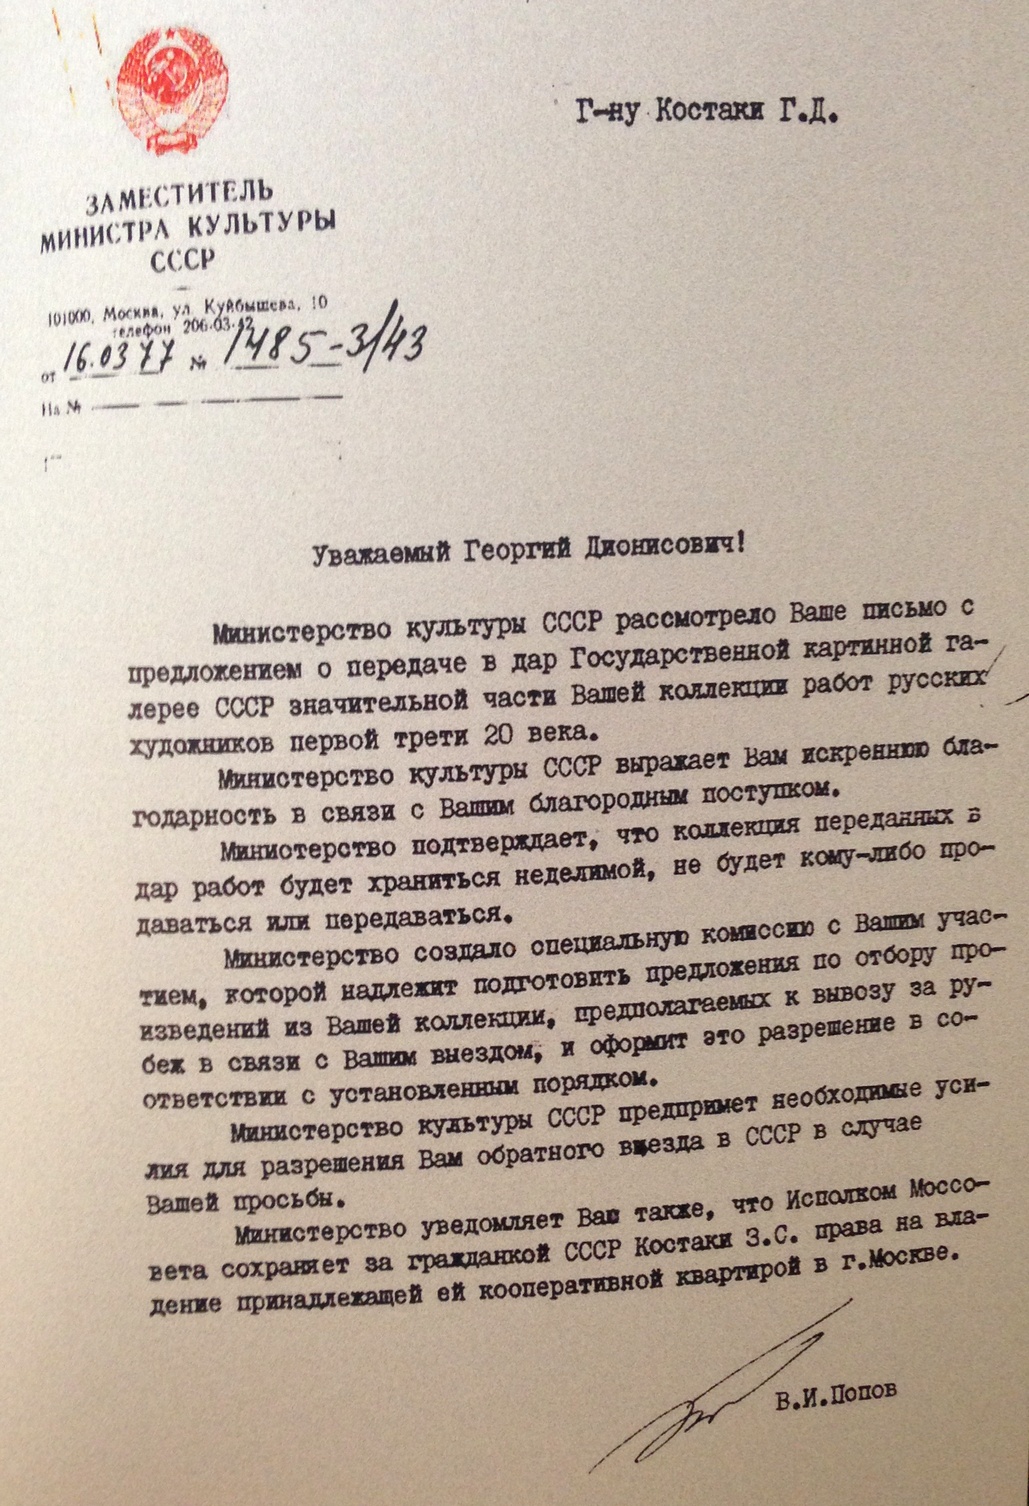 Г-ну Костаки Г.Д.
ЗАМЕСТИТЕЛЬ
МИНИСТРА КУЛЬТУРЫ
СССР
101000, Москва, ул. Куйбышева, 10
телефон 206-03-42
от 16.03 77 № 1485-3/43
На №
Уважаемый Георгий Дионисович!
Министерство культуры СССР рассмотрело Ваше письмо с
предложением о передаче в дар Государственной картинной га-
лерее СССР значительной части Вашей коллекции работ русских
художников первой трети 20 века.
Министерство культуры СССР выражает Вам искреннюю бла-
годарность в связи с Вашим благородным поступком.
Министерство подтверждает, что коллекция переданных в
дар работ будет храниться неделимой, не будет кому-либо про-
даваться или передаваться.
Министерство создало специальную комиссию с Вашим учас-
тием, которой надлежит подготовить предложения по отбору про-
изведений из Вашей коллекции, предполагаемых к вывозу за ру-
беж в связи с Вашим выездом, и оформит это разрешение в со-
ответствии с установленным порядком.
Министерство культуры СССР предпримет необходимые уси-
лия для разрешения Вам обратного въезда в СССР в случае
Вашей просьбы.
Министерство уведомляет Вас также, что Исполком Моссо-
вета сохраняет за гражданкой СССР Костаки З.С. права на вла-
дение принадлежащей ей кооперативной квартирой в г.Москве.
В.И.Попов